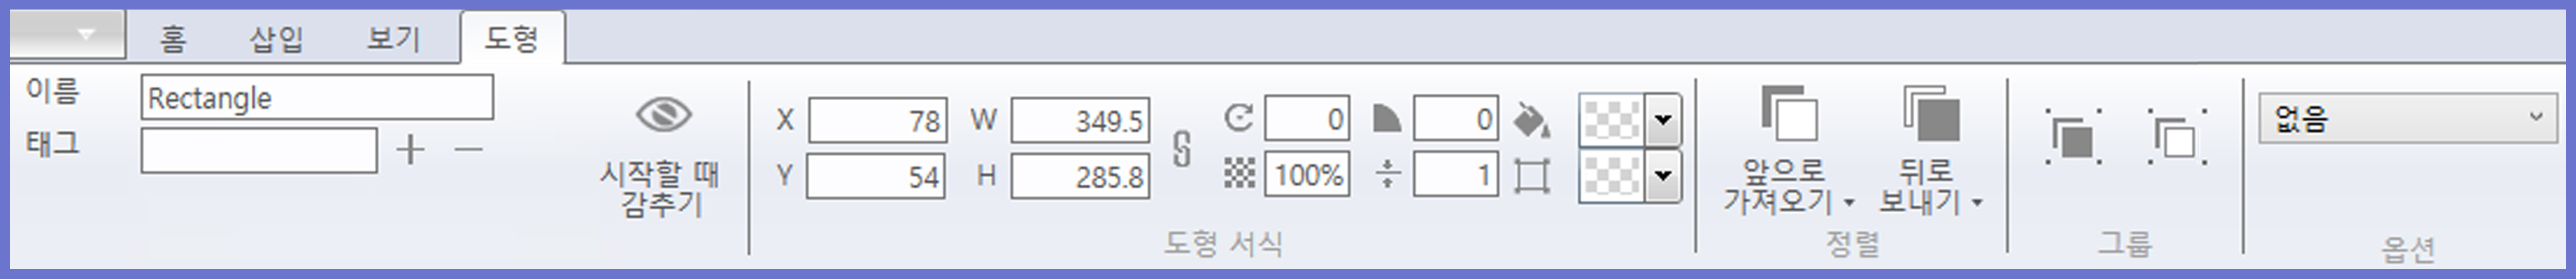 홈 삽입 보기 도형
이름 Rectangle
태그
시작할 때
감추기
X 78 W 349.5 0 0
Y 54 H 285.8 100% 1
도형 서식
앞으로
가져오기
뒤로
보내기
정렬
그룹
없음
옵션